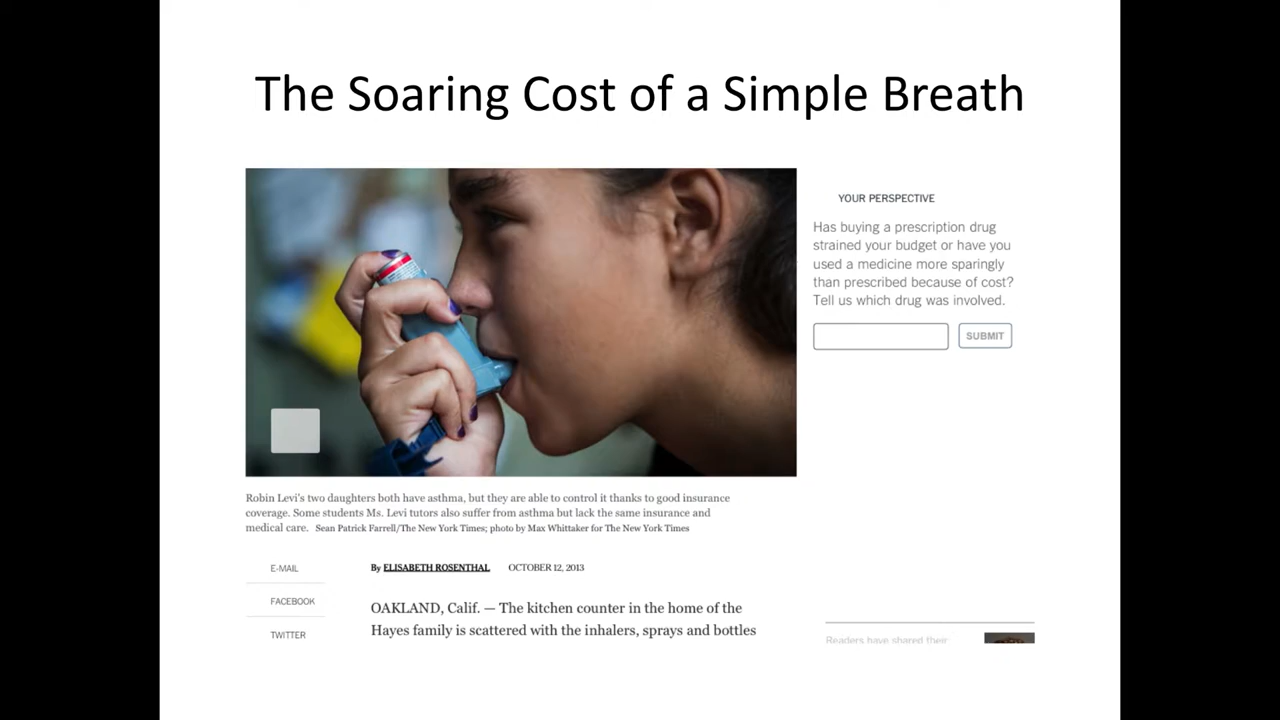 The Soaring Cost of a Simple Breath
YOUR PERSPECTIVE
Has buying a prescription drug
strained your budget or have you
used a medicine more sparingly
than prescribed because of cost?
Tell us which drug was involved.
SUBMIT
Robin Levi's two daughters both have asthma, but they are able to control it thanks to good insurance
coverage. Some students Ms. Levi tutors also suffer from asthma but lack the same insurance and
medical care. Sean Patrick Farrell/The New York Times; photo by Max Whittaker for The New York Times
E-MAIL
FACEBOOK
TWITTER
By ELISABETH ROSENTHAL OCTOBER 12, 2013
OAKLAND, Calif. — The kitchen counter in the home of the
Hayes family is scattered with the inhalers, sprays and bottles
Readers have shared their